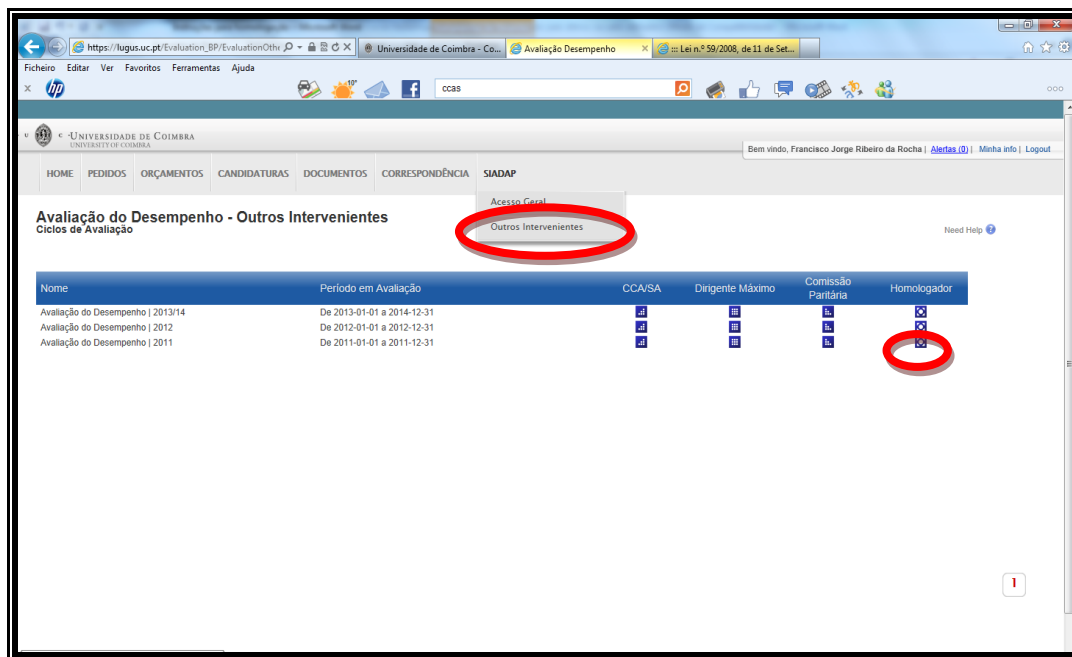 https://lugus.uc.pt/Evaluation_BP/EvaluationOthe
Universidade de Coimbra - Co...
Avaliação Desempenho
::: Lei n.º 59/2008, de 11 de Set...
Ficheiro Editar Ver Favoritos Ferramentas Ajuda
x hp 10° ccas
UNIVERSIDADE DE COIMBRA
UNIVERSITY OF COIMBRA
Bem vindo, Francisco Jorge Ribeiro da Rocha | Alertas (0) | Minha info | Logout
HOME PEDIDOS ORÇAMENTOS CANDIDATURAS DOCUMENTOS CORRESPONDÊNCIA SIADAP
Acesso Geral
Outros Intervenientes
Avaliação do Desempenho - Outros Intervenientes
Ciclos de Avaliação
Need Help ?
Nome Período em Avaliação CCA/SA Dirigente Máximo Comissão Paritária Homologador
Avaliação do Desempenho | 2013/14 De 2013-01-01 a 2014-12-31
Avaliação do Desempenho | 2012 De 2012-01-01 a 2012-12-31
Avaliação do Desempenho | 2011 De 2011-01-01 a 2011-12-31
1